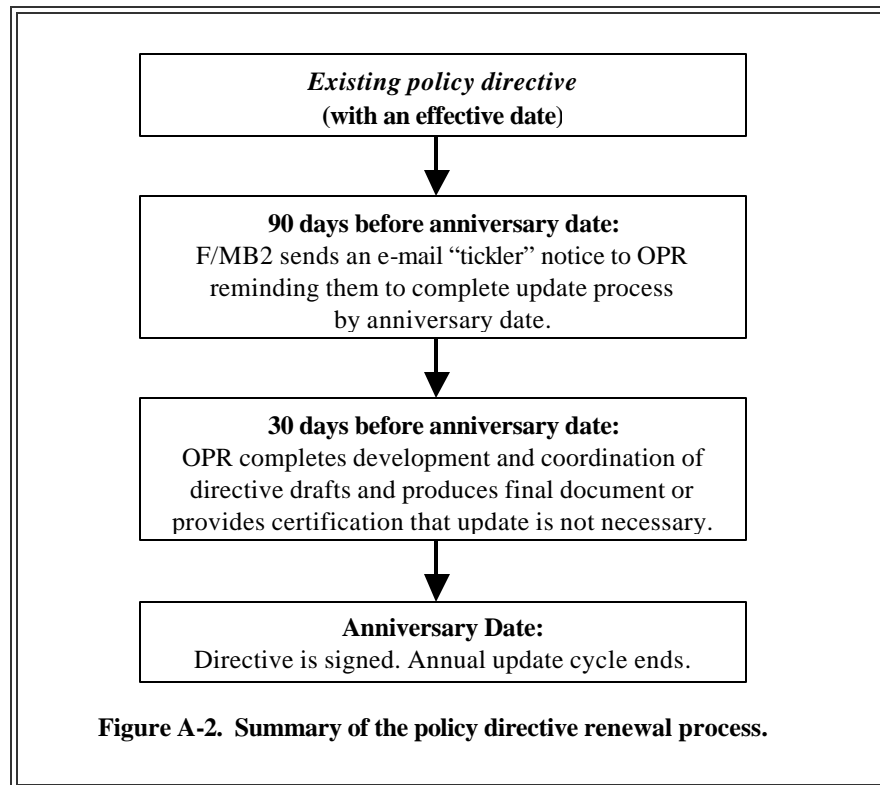 Existing policy directive
(with an effective date)
90 days before anniversary date:
F/MB2 sends an e-mail “tickler” notice to OPR
reminding them to complete update process
by anniversary date.
30 days before anniversary date:
OPR completes development and coordination of
directive drafts and produces final document or
provides certification that update is not necessary.
Anniversary Date:
Directive is signed. Annual update cycle ends.
Figure A-2. Summary of the policy directive renewal process.